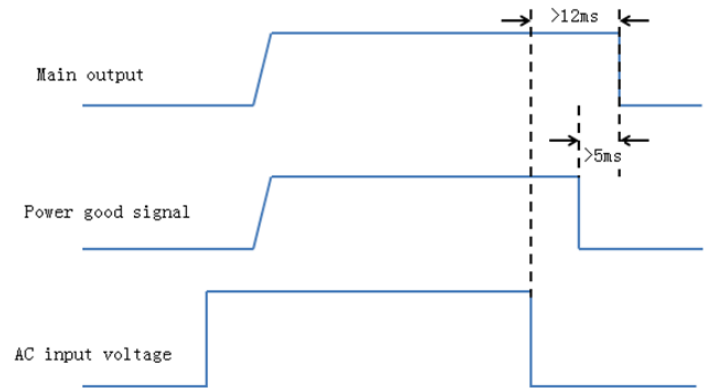 >12ms
Main output
>5ms
Power good signal
AC input voltage